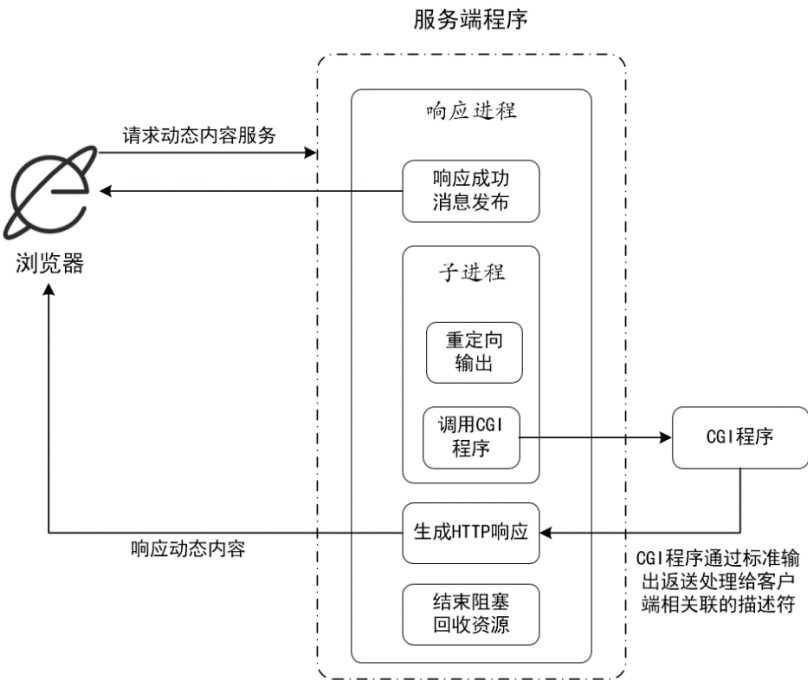 服务端程序
响应进程
请求动态内容服务
响应成功
消息发布
浏览器
子进程
重定向
输出
调用CGI
程序
CGI程序
生成HTTP响应
响应动态内容
CGI程序通过标准输
出返送处理给客户
端相关联的描述符
结束阻塞
回收资源